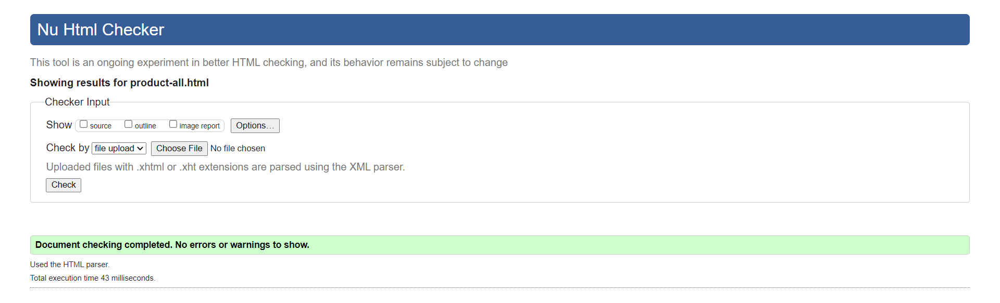 Nu Html Checker
This tool is an ongoing experiment in better HTML checking, and its behavior remains subject to change
Showing results for product-all.html
Checker Input
Show source outline image report Options...
Check by file upload Choose File No file chosen
Uploaded files with .xhtml or .xht extensions are parsed using the XML parser.
Check
Document checking completed. No errors or warnings to show.
Used the HTML parser.
Total execution time 43 milliseconds.